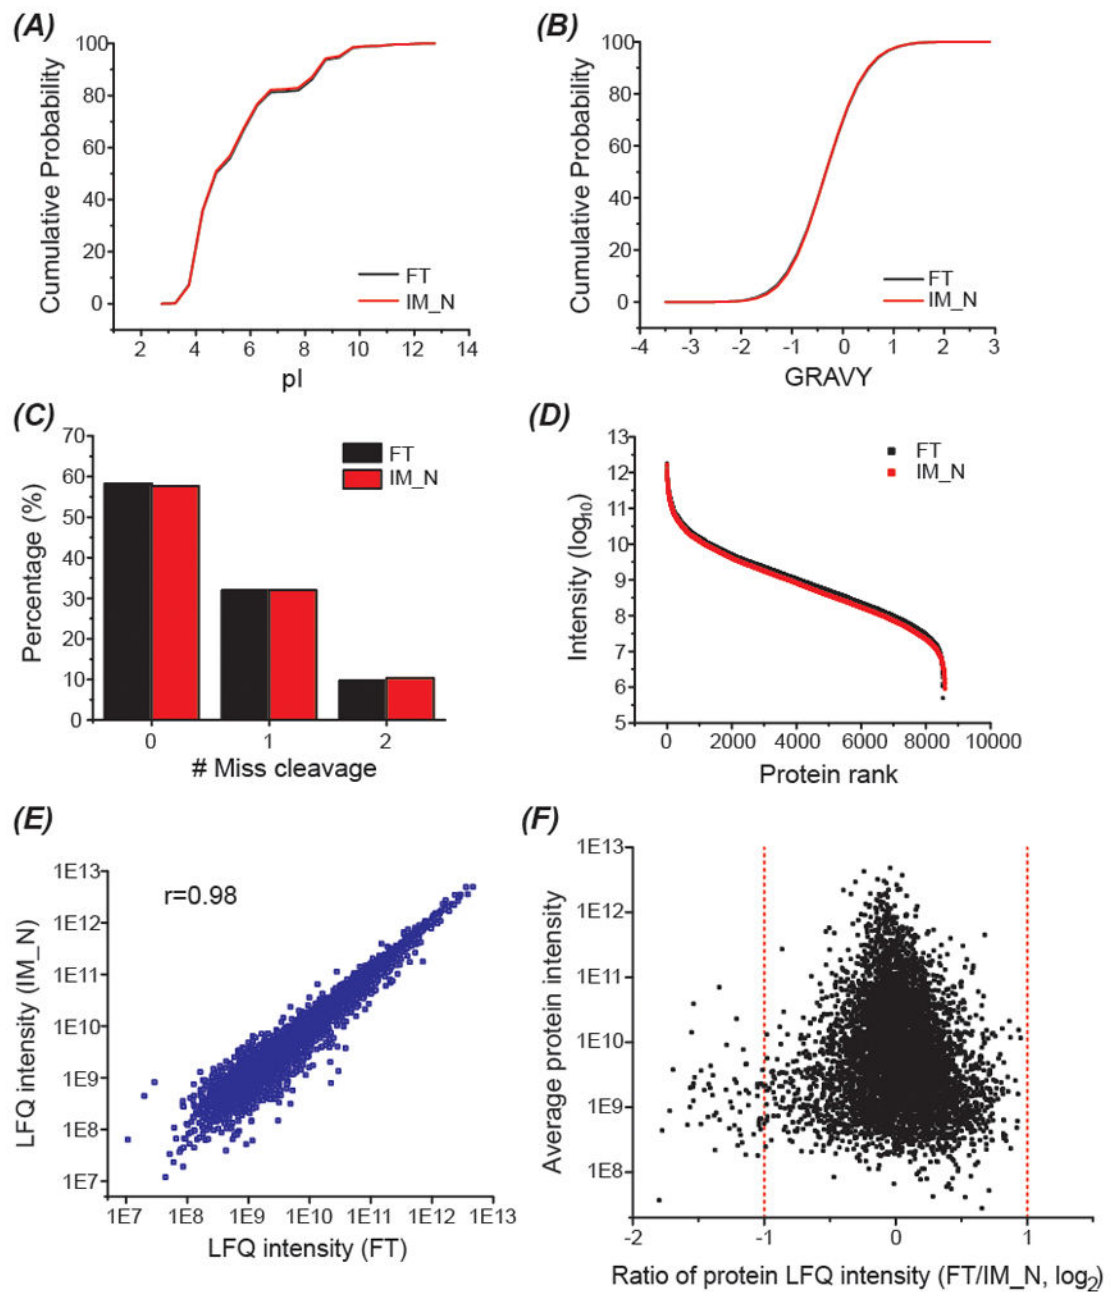 (A)
100
80
60
40
20
0
Cumulative Probability
FT
IM_N
2 4 6 8 10 12 14
pI
(B)
100
80
60
40
20
0
Cumulative Probability
FT
IM_N
-4 -3 -2 -1 0 1 2 3
GRAVY
(C)
70
60
50
40
30
20
10
0
Percentage (%)
FT
IM_N
0 1 2
# Miss cleavage
(D)
13
12
11
10
9
8
7
6
5
Intensity (log10)
FT
IM_N
0 2000 4000 6000 8000 10000
Protein rank
(E)
1E13
1E12
1E11
1E10
1E9
1E8
1E7
LFQ intensity (IM_N)
r=0.98
1E7 1E8 1E9 1E10 1E11 1E12 1E13
LFQ intensity (FT)
(F)
1E13
1E12
1E11
1E10
1E9
1E8
Average protein intensity
-2 -1 0 1
Ratio of protein LFQ intensity (FT/IM_N, log2)